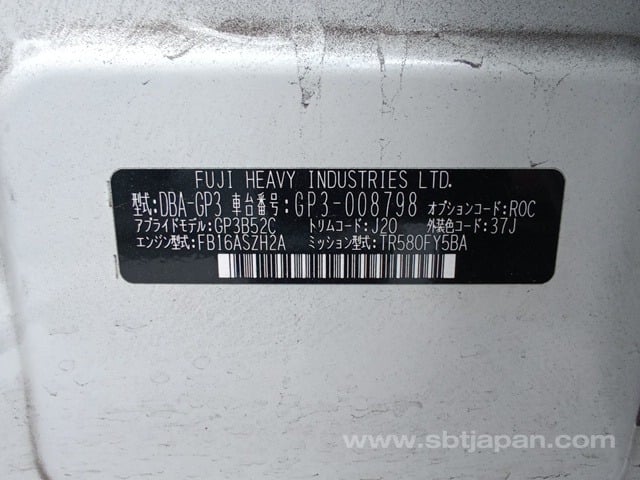 FUJI HEAVY INDUSTRIES LTD.
型式:DBA-GP3 車台番号:GP3-008798 オプションコード:ROC
アプライドモデル:GP3B52C トリムコード:J20 外装色コード:37J
エンジン型式:FB16ASZH2A ミッション型式:TR580FY5BA
www.sbtjapan.com